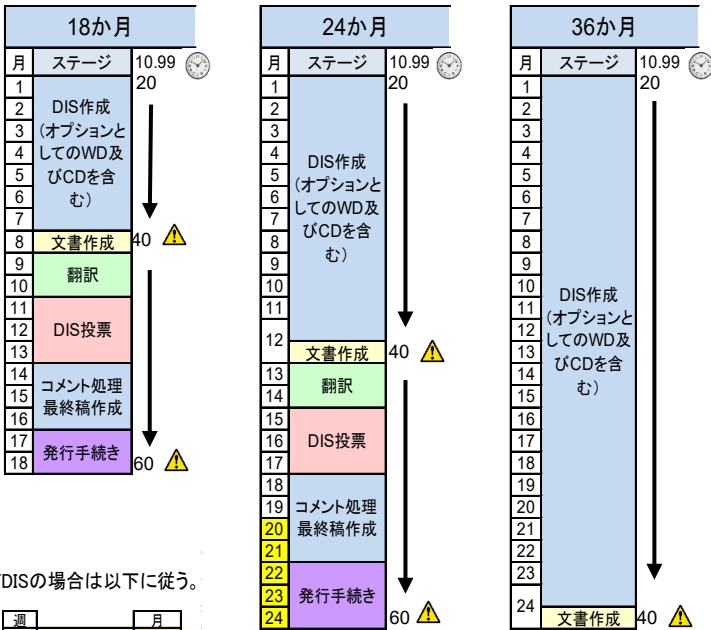 18か月
月 ステージ 10.99
20
1
2
3
4
5
6
7
DIS作成
(オプションと
してのWD及
びCDを含
む)
8 文書作成 40
9
10
翻訳
11
12
13
DIS投票
14
15
16
コメント処理
最終稿作成
17
18
発行手続き
60
24か月
月 ステージ 10.99
20
1
2
3
4
5
6
7
8
9
10
11
DIS作成
(オプションと
してのWD及
びCDを含
む)
12
文書作成 40
13
14
翻訳
15
16
17
DIS投票
18
19
20
21
コメント処理
最終稿作成
22
23
24
発行手続き
60
36か月
月 ステージ 10.99
20
1
2
3
4
5
6
7
8
9
10
11
12
13
14
15
16
17
18
19
20
21
22
23
DIS作成
(オプションと
してのWD及
びCDを含
む)
24
文書作成 40
DISの場合は以下に従う。
週 月